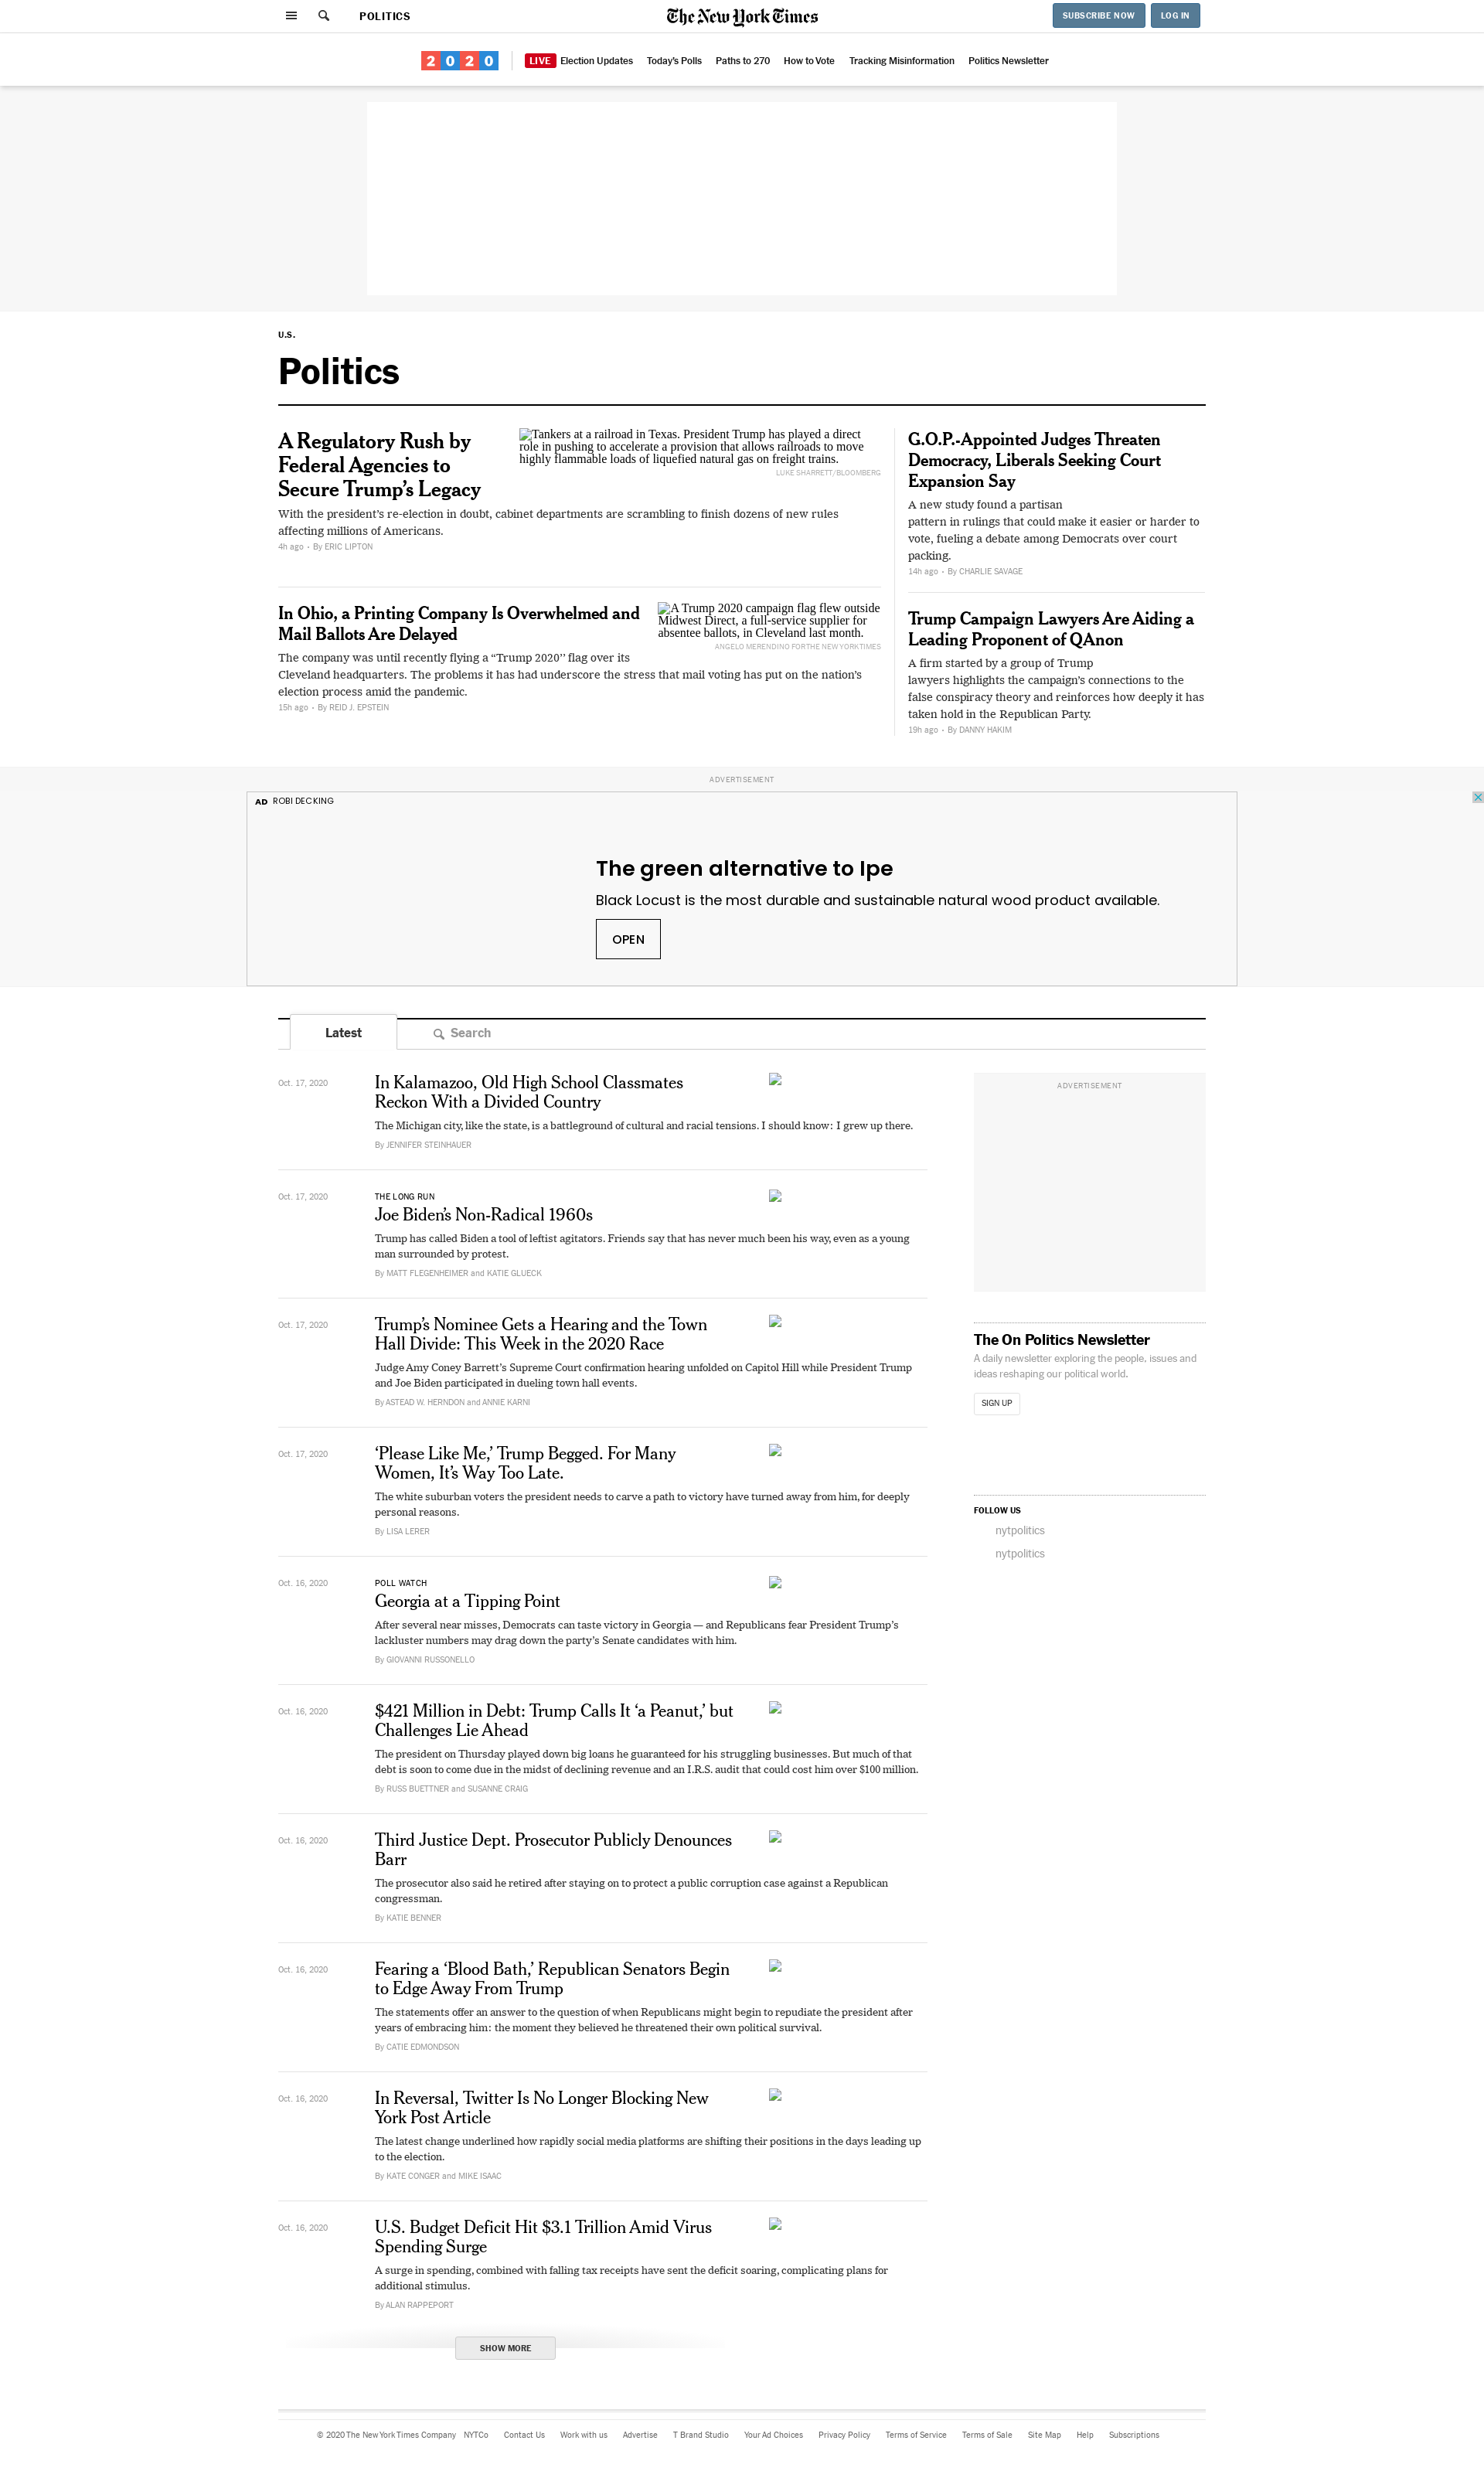 POLITICS
The New York Times
SUBSCRIBE NOW
LOG IN
2020
LIVE Election Updates Today's Polls Paths to 270 How to Vote Tracking Misinformation Politics Newsletter
U.S.
Politics
A Regulatory Rush by
Federal Agencies to
Secure Trump’s Legacy
Tankers at a railroad in Texas. President Trump has played a direct
role in pushing to accelerate a provision that allows railroads to move
highly flammable loads of liquefied natural gas on freight trains.
LUKE SHARRETT/BLOOMBERG
With the president’s re-election in doubt, cabinet departments are scrambling to finish dozens of new rules
affecting millions of Americans.
4h ago • By ERIC LIPTON
In Ohio, a Printing Company Is Overwhelmed and
Mail Ballots Are Delayed
A Trump 2020 campaign flag flew outside
Midwest Direct, a full-service supplier for
absentee ballots, in Cleveland last month.
ANGELO MERENDINO FOR THE NEW YORK TIMES
The company was until recently flying a “Trump 2020” flag over its
Cleveland headquarters. The problems it has had underscore the stress that mail voting has put on the nation’s
election process amid the pandemic.
15h ago • By REID J. EPSTEIN
G.O.P.-Appointed Judges Threaten
Democracy, Liberals Seeking Court
Expansion Say
A new study found a partisan
pattern in rulings that could make it easier or harder to
vote, fueling a debate among Democrats over court
packing.
14h ago • By CHARLIE SAVAGE
Trump Campaign Lawyers Are Aiding a
Leading Proponent of QAnon
A firm started by a group of Trump
lawyers highlights the campaign’s connections to the
false conspiracy theory and reinforces how deeply it has
taken hold in the Republican Party.
19h ago • By DANNY HAKIM
ADVERTISEMENT
AD ROBI DECKING
The green alternative to Ipe
Black Locust is the most durable and sustainable natural wood product available.
OPEN
Latest
Search
Oct. 17, 2020
In Kalamazoo, Old High School Classmates
Reckon With a Divided Country
The Michigan city, like the state, is a battleground of cultural and racial tensions. I should know: I grew up there.
By JENNIFER STEINHAUER
Oct. 17, 2020
THE LONG RUN
Joe Biden’s Non-Radical 1960s
Trump has called Biden a tool of leftist agitators. Friends say that has never much been his way, even as a young
man surrounded by protest.
By MATT FLEGENHEIMER and KATIE GLUECK
Oct. 17, 2020
Trump’s Nominee Gets a Hearing and the Town
Hall Divide: This Week in the 2020 Race
Judge Amy Coney Barrett’s Supreme Court confirmation hearing unfolded on Capitol Hill while President Trump
and Joe Biden participated in dueling town hall events.
By ASTEAD W. HERNDON and ANNIE KARNI
Oct. 17, 2020
‘Please Like Me,’ Trump Begged. For Many
Women, It’s Way Too Late.
The white suburban voters the president needs to carve a path to victory have turned away from him, for deeply
personal reasons.
By LISA LERER
Oct. 16, 2020
POLL WATCH
Georgia at a Tipping Point
After several near misses, Democrats can taste victory in Georgia — and Republicans fear President Trump’s
lackluster numbers may drag down the party’s Senate candidates with him.
By GIOVANNI RUSSONELLO
Oct. 16, 2020
$421 Million in Debt: Trump Calls It ‘a Peanut,’ but
Challenges Lie Ahead
The president on Thursday played down big loans he guaranteed for his struggling businesses. But much of that
debt is soon to come due in the midst of declining revenue and an I.R.S. audit that could cost him over $100 million.
By RUSS BUETTNER and SUSANNE CRAIG
Oct. 16, 2020
Third Justice Dept. Prosecutor Publicly Denounces
Barr
The prosecutor also said he retired after staying on to protect a public corruption case against a Republican
congressman.
By KATIE BENNER
Oct. 16, 2020
Fearing a ‘Blood Bath,’ Republican Senators Begin
to Edge Away From Trump
The statements offer an answer to the question of when Republicans might begin to repudiate the president after
years of embracing him: the moment they believed he threatened their own political survival.
By CATIE EDMONDSON
Oct. 16, 2020
In Reversal, Twitter Is No Longer Blocking New
York Post Article
The latest change underlined how rapidly social media platforms are shifting their positions in the days leading up
to the election.
By KATE CONGER and MIKE ISAAC
Oct. 16, 2020
U.S. Budget Deficit Hit $3.1 Trillion Amid Virus
Spending Surge
A surge in spending, combined with falling tax receipts have sent the deficit soaring, complicating plans for
additional stimulus.
By ALAN RAPPEPORT
SHOW MORE
ADVERTISEMENT
The On Politics Newsletter
A daily newsletter exploring the people, issues and
ideas reshaping our political world.
SIGN UP
FOLLOW US
nytpolitics
nytpolitics
© 2020 The New York Times Company NYTCo Contact Us Work with us Advertise T Brand Studio Your Ad Choices Privacy Policy Terms of Service Terms of Sale Site Map Help Subscriptions